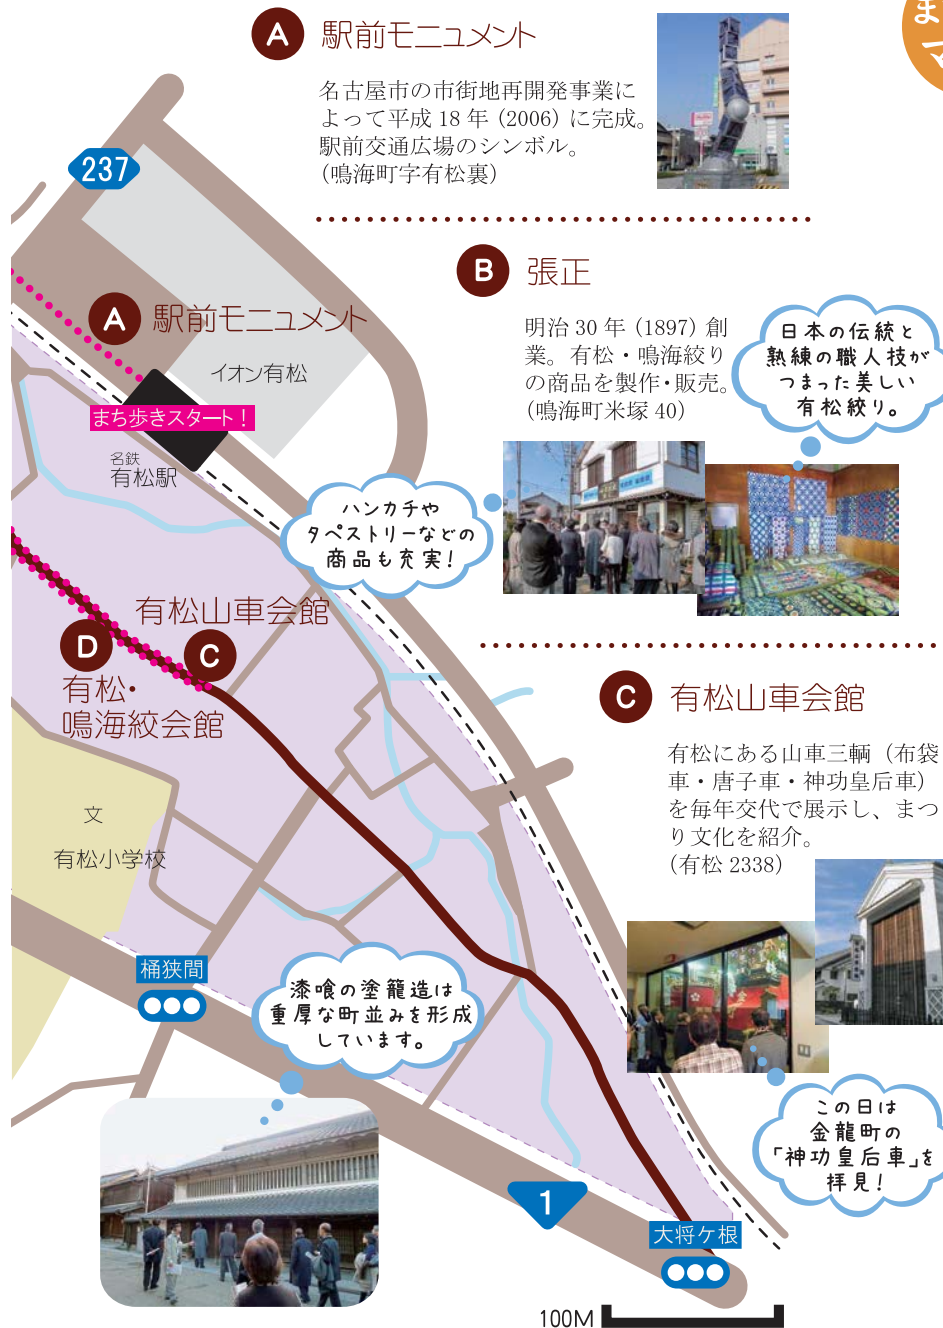 ま
マ
A 駅前モニュメント
名古屋市の市街地再開発事業に
よって平成 18 年 (2006) に完成。
駅前交通広場のシンボル。
(鳴海町字有松裏)
237
B 張正
明治 30 年 (1897) 創
業。有松・鳴海絞り
の商品を製作・販売。
(鳴海町米塚 40)
日本の伝統と
熟練の職人技が
つまった美しい
有松絞り。
A 駅前モニュメント
イオン有松
まち歩きスタート！
名鉄
有松駅
ハンカチや
タペストリーなどの
商品も充実！
有松山車会館
D
C
有松・
鳴海絞会館
C 有松山車会館
有松にある山車三輌（布袋
車・唐子車・神功皇后車）
を毎年交代で展示し、まつ
り文化を紹介。
(有松 2338)
文
有松小学校
桶狭間
漆喰の塗籠造は
重厚な町並みを形成
しています。
この日は
金龍町の
「神功皇后車」を
拝見！
1
大将ケ根
100M